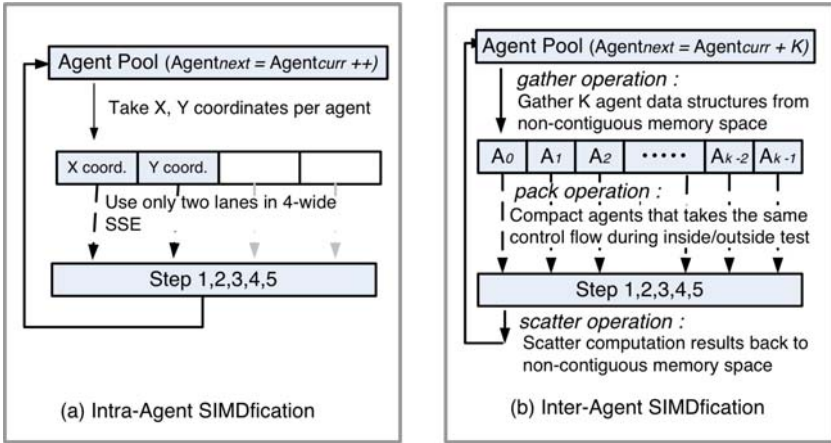 Agent Pool (Agentnext = Agentcurr ++)
Take X, Y coordinates per agent
X coord. Y coord.
Use only two lanes in 4-wide
SSE
Step 1,2,3,4,5
(a) Intra-Agent SIMDfication
Agent Pool (Agentnext = Agentcurr + K)
gather operation :
Gather K agent data structures from
non-contiguous memory space
A0 A1 A2 ····· Ak-2 Ak-1
pack operation :
Compact agents that takes the same
control flow during inside/outside test
Step 1,2,3,4,5
scatter operation :
Scatter computation results back to
non-contiguous memory space
(b) Inter-Agent SIMDfication